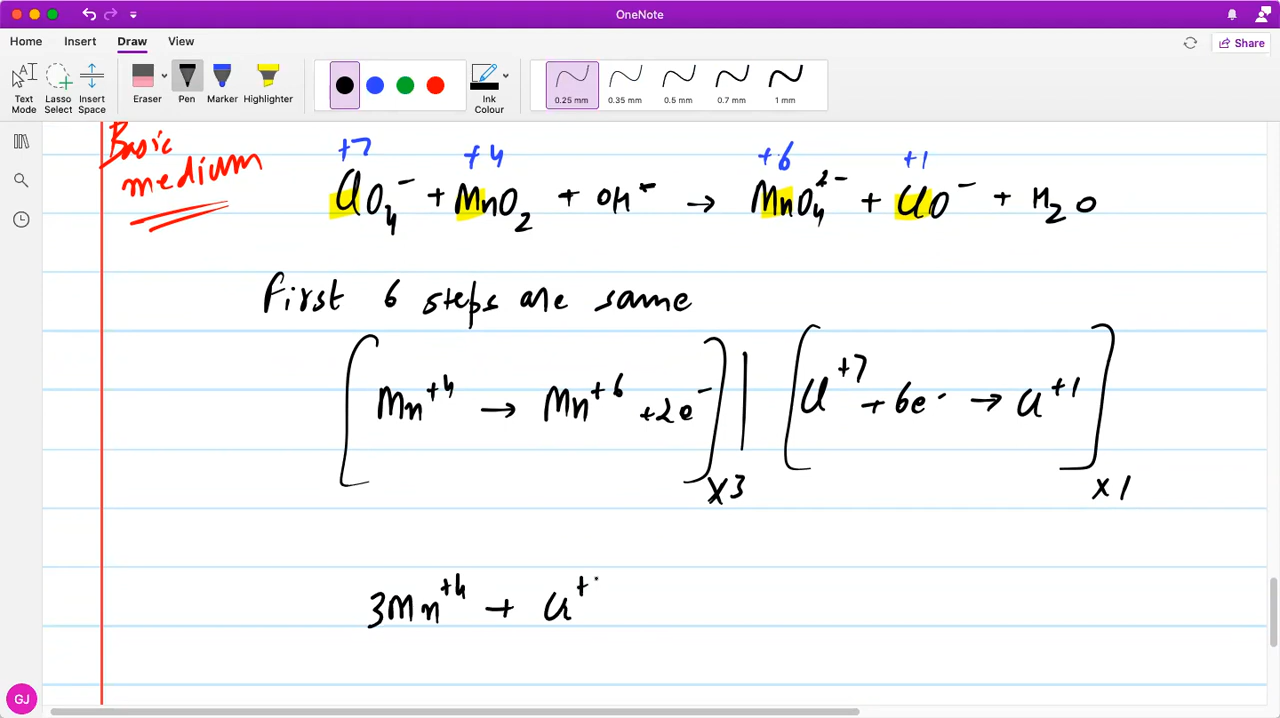 OneNote
Home Insert Draw View Share
Text Mode Lasso Select Insert Space Eraser Pen Marker Highlighter 0.25 mm 0.35 mm 0.5 mm 0.7 mm 1 mm Ink Colour
Basic medium
+7 +4 +6 +1
ClO₄⁻ + MnO₂ + OH⁻ → MnO₄²⁻ + ClO⁻ + H₂O
First 6 steps are same
[Mn⁺⁴ → Mn⁺⁶ + 2e⁻] ×3 | [Cl⁺⁷ + 6e⁻ → Cl⁺¹] ×1
3Mn⁺⁴ + Cl⁺
GJ